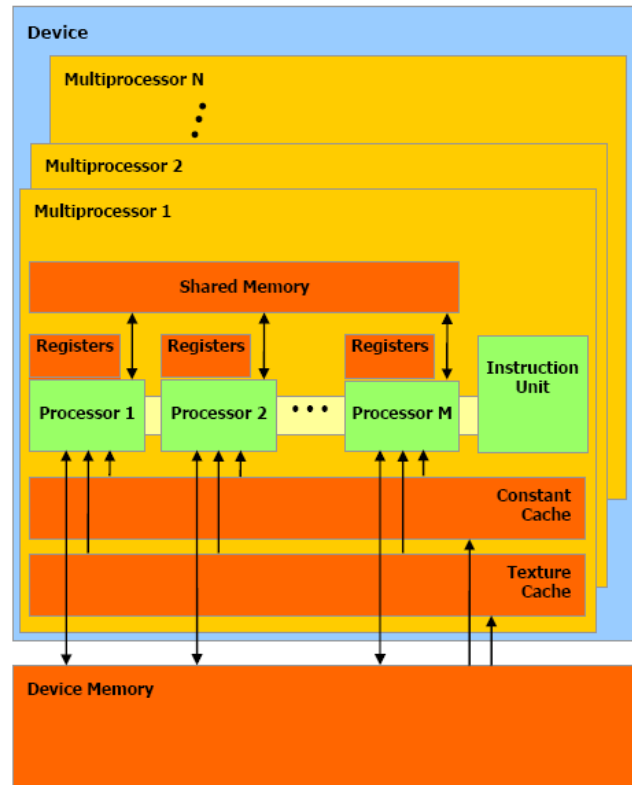 Device
Multiprocessor N
Multiprocessor 2
Multiprocessor 1
Shared Memory
Registers
Registers
Registers
Instruction
Unit
Processor 1
Processor 2
Processor M
Constant
Cache
Texture
Cache
Device Memory